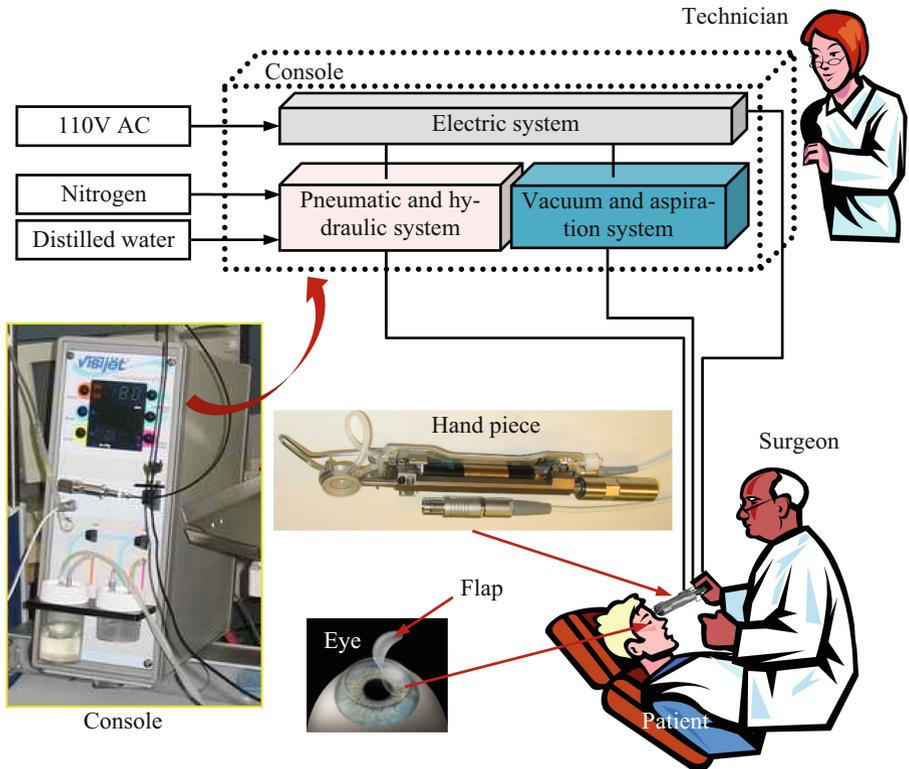 Technician
Console
110V AC
Electric system
Nitrogen
Pneumatic and hy-
draulic system
Vacuum and aspira-
tion system
Distilled water
visijet
80
Hand piece
Surgeon
Flap
Eye
Patient
Console